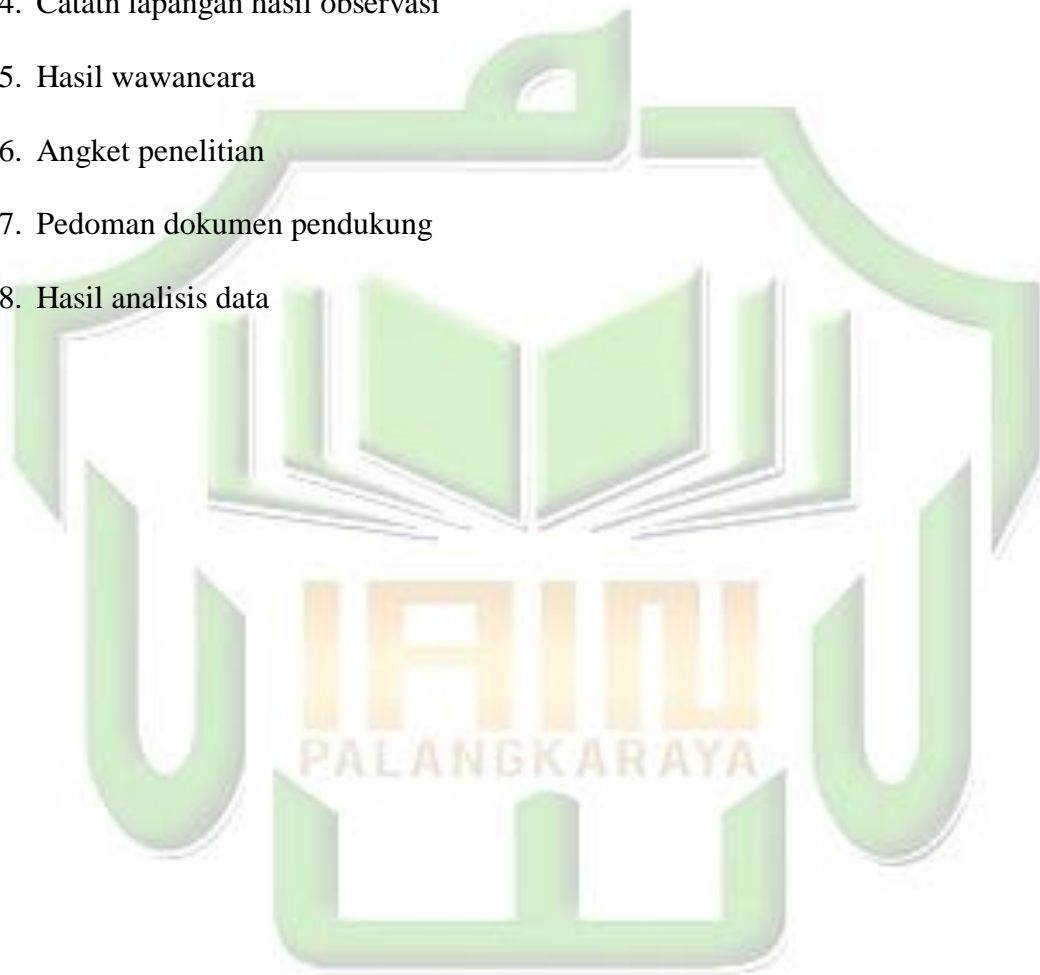 4. Catatn lapangan hasil observasi
5. Hasil wawancara
6. Angket penelitian
7. Pedoman dokumen pendukung
8. Hasil analisis data
IAIN
PALANGKARAYA